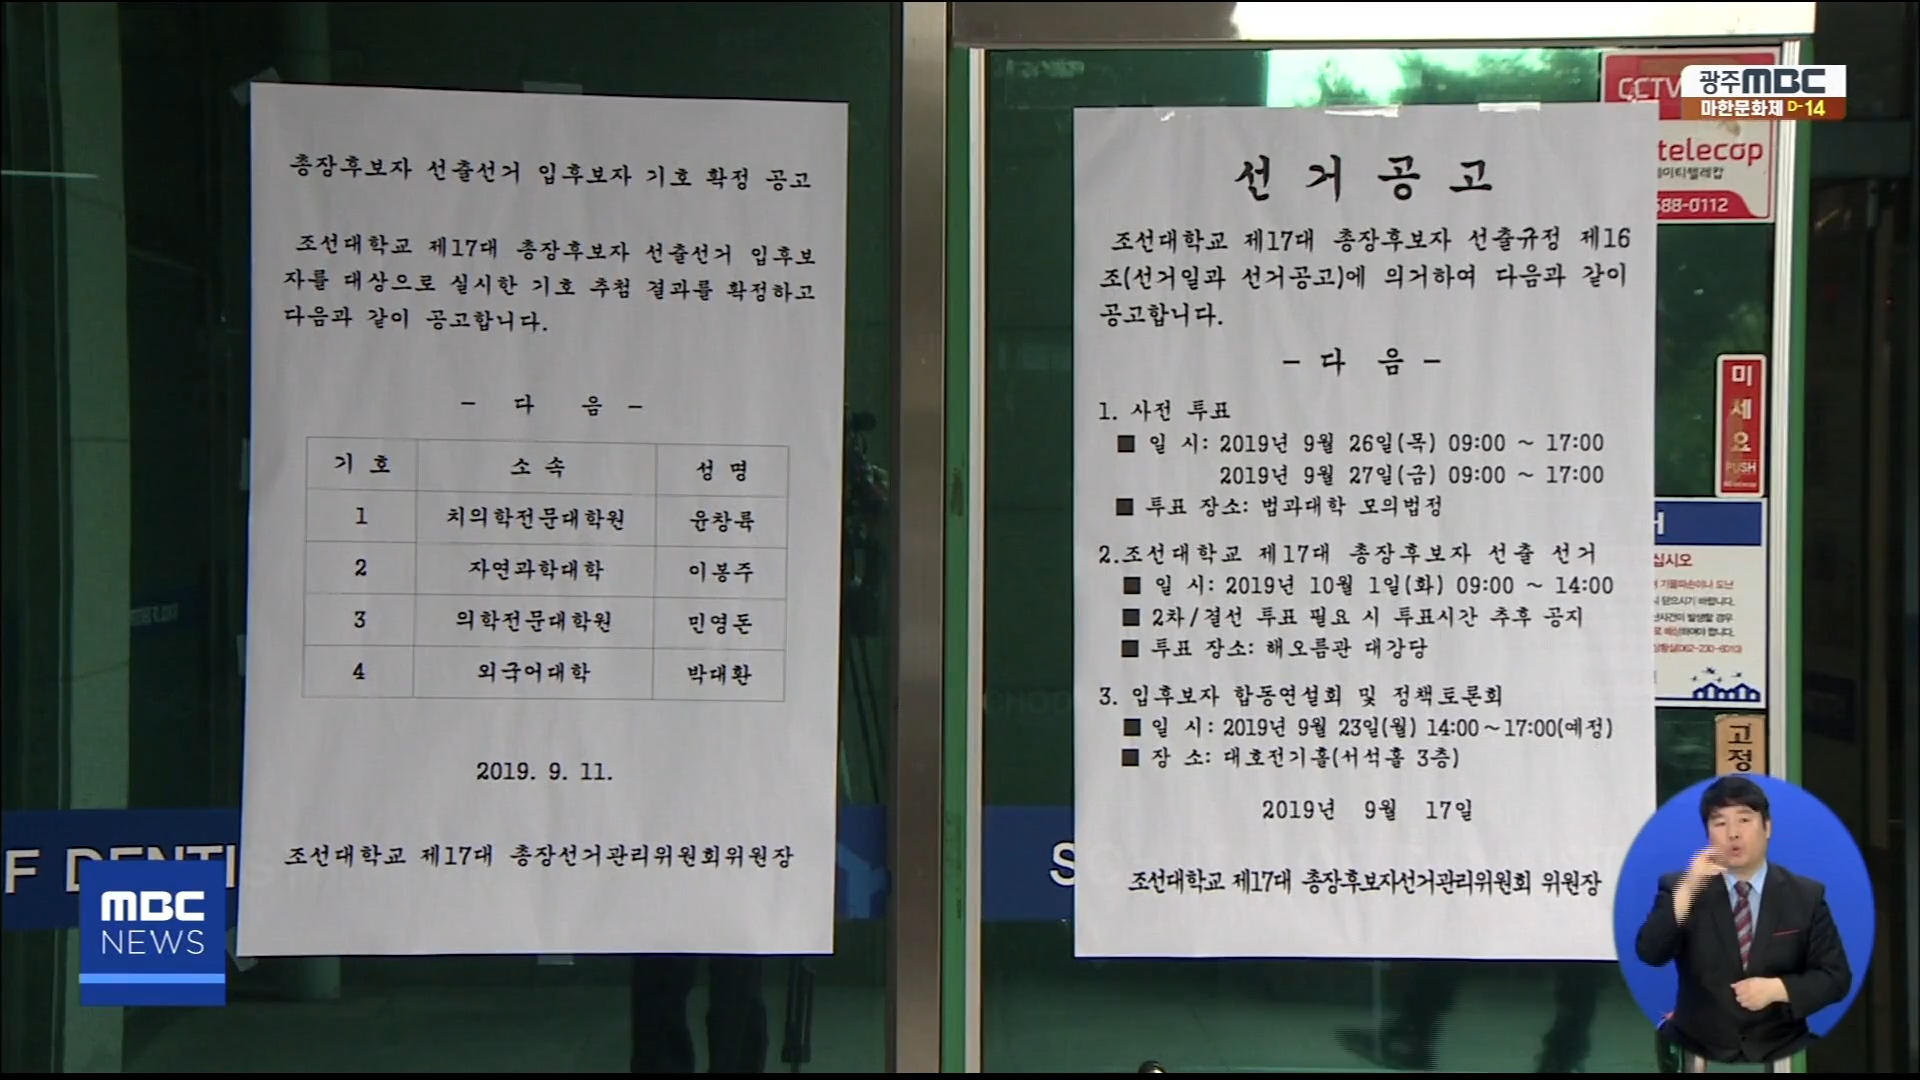 총장후보자 선출선거 입후보자 기호 확정 공고
조선대학교 제17대 총장후보자 선출선거 입후보
자를 대상으로 실시한 기호 추첨 결과를 확정하고
다음과 같이 공고합니다.
- 다 음 -
기 호 소 속 성 명
1 치의학전문대학원 윤창륙
2 자연과학대학 이봉주
3 의학전문대학원 민영돈
4 외국어대학 박대환
2019. 9. 11.
조선대학교 제17대 총장선거관리위원회위원장
F DENTI
MBC
NEWS
선 거 공 고
조선대학교 제17대 총장후보자 선출규정 제16
조(선거일과 선거공고)에 의거하여 다음과 같이
공고합니다.
- 다 음 -
1. 사전 투표
■ 일 시: 2019년 9월 26일(목) 09:00 ~ 17:00
2019년 9월 27일(금) 09:00 ~ 17:00
■ 투표 장소: 법과대학 모의법정
2.조선대학교 제17대 총장후보자 선출 선거
■ 일 시: 2019년 10월 1일(화) 09:00 ~ 14:00
■ 2차/결선 투표 필요 시 투표시간 추후 공지
■ 투표 장소: 해오름관 대강당
3. 입후보자 합동연설회 및 정책토론회
■ 일 시: 2019년 9월 23일(월) 14:00~17:00(예정)
■ 장 소: 대호전기홀(서석홀 3층)
2019년 9월 17일
조선대학교 제17대 총장후보자선거관리위원회 위원장
CCTV
광주MBC
마한문화제 D-14
telecop
이티텔레캅
588-0112
미세요
PUSH
십시오
기물파손이나 도난
고정